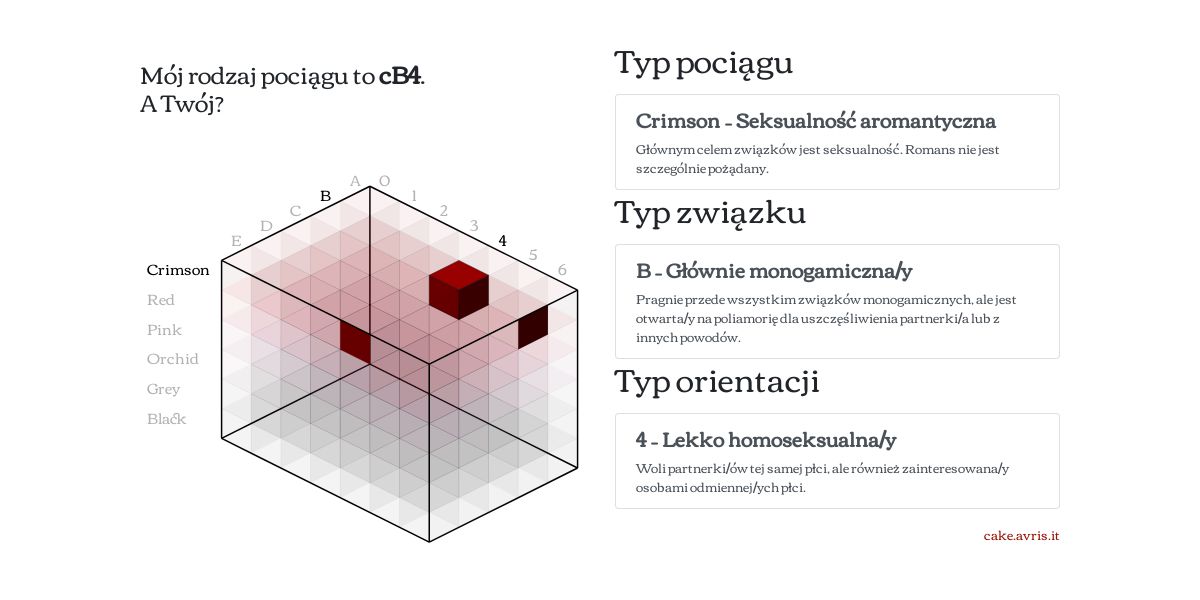 Mój rodzaj pociągu to cB4.
A Twój?
A 0
B 1
C 2
D 3
E 4
5
6
Crimson
Red
Pink
Orchid
Grey
Black
Typ pociągu
Crimson - Seksualność aromantyczna
Głównym celem związków jest seksualność. Romans nie jest
szczególnie pożądany.
Typ związku
B - Głównie monogamiczna/y
Pragnie przede wszystkim związków monogamicznych, ale jest
otwarta/y na poliamorię dla uszczęśliwienia partnerki/a lub z
innych powodów.
Typ orientacji
4 - Lekko homoseksualna/y
Woli partnerki/ów tej samej płci, ale również zainteresowana/y
osobami odmiennej/ych płci.
cake.avris.it